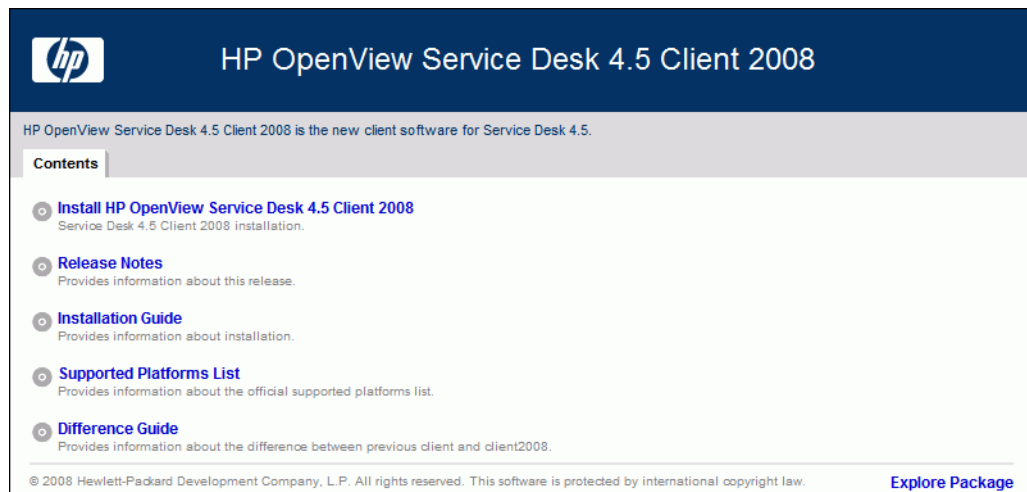 hp
HP OpenView Service Desk 4.5 Client 2008
HP OpenView Service Desk 4.5 Client 2008 is the new client software for Service Desk 4.5.
Contents
Install HP OpenView Service Desk 4.5 Client 2008
Service Desk 4.5 Client 2008 installation.
Release Notes
Provides information about this release.
Installation Guide
Provides information about installation.
Supported Platforms List
Provides information about the official supported platforms list.
Difference Guide
Provides information about the difference between previous client and client2008.
© 2008 Hewlett-Packard Development Company, L.P. All rights reserved. This software is protected by international copyright law.
Explore Package